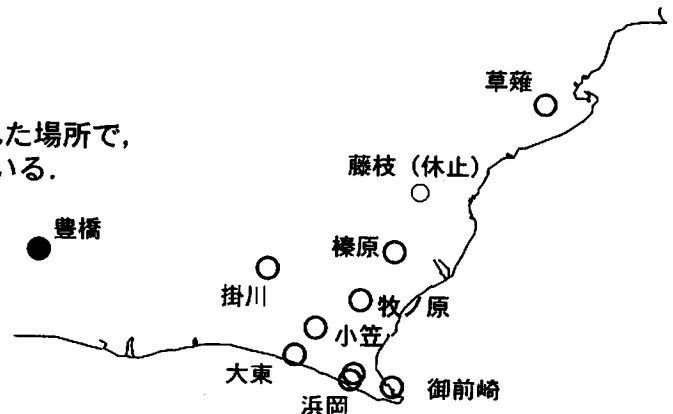 草薙
た場所で，
藤枝（休止）
いる．
豊橋
榛原
掛川
牧ノ原
小笠
大東
御前崎
浜岡